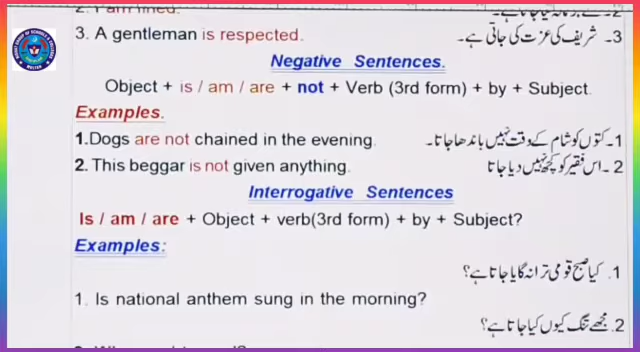 2. I am fined.
3. A gentleman is respected.
3۔ شریف کی عزت کی جاتی ہے۔
Negative Sentences.
Object + is / am / are + not + Verb (3rd form) + by + Subject.
Examples.
1.Dogs are not chained in the evening.
1۔ کتوں کو شام کے وقت نہیں باندھا جاتا۔
2. This beggar is not given anything.
2۔ اس فقیر کو کچھ نہیں دیا جاتا
Interrogative Sentences
Is / am / are + Object + verb(3rd form) + by + Subject?
Examples:
1. کیا صبح قومی ترانہ گایا جاتا ہے؟
1. Is national anthem sung in the morning?
2. مجھے تنگ کیوں کیا جاتا ہے؟